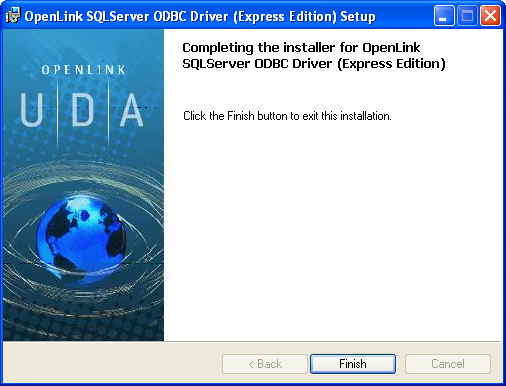 OpenLink SQLServer ODBC Driver (Express Edition) Setup
Completing the installer for OpenLink
SQLServer ODBC Driver (Express Edition)
OPENLINK
UDA
Click the Finish button to exit this installation.
< Back
Finish
Cancel